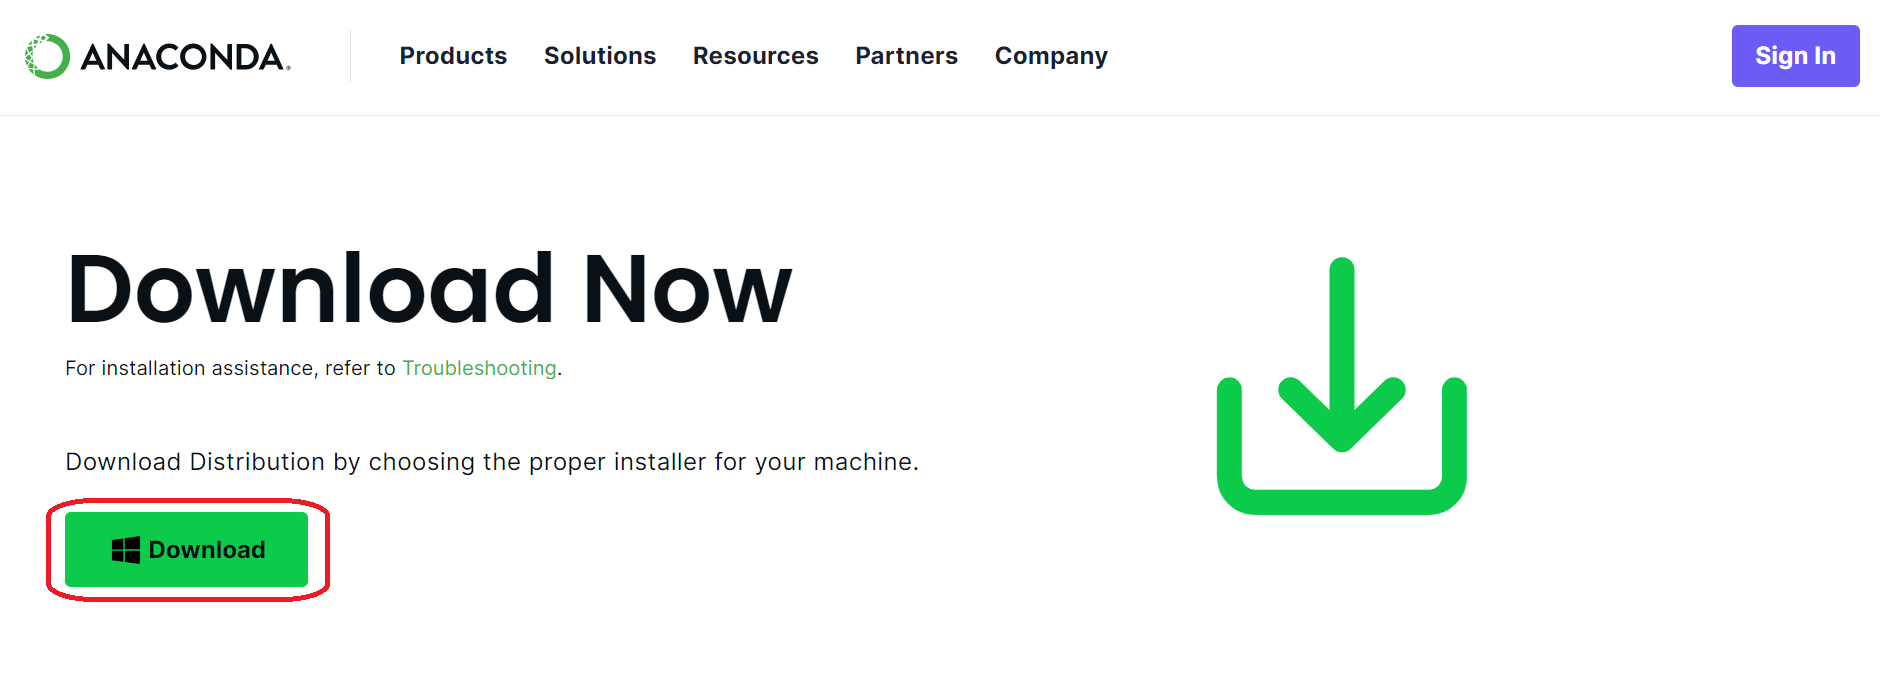 ANACONDA.
Products Solutions Resources Partners Company
Sign In
Download Now
For installation assistance, refer to Troubleshooting.
Download Distribution by choosing the proper installer for your machine.
Download